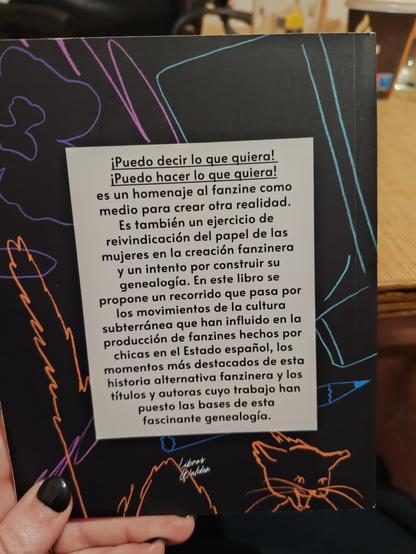 ¡Puedo decir lo que quiera!
¡Puedo hacer lo que quiera!
es un homenaje al fanzine como
medio para crear otra realidad.
Es también un ejercicio de
reivindicación del papel de las
mujeres en la creación fanzinera
y un intento por construir su
genealogía. En este libro se
propone un recorrido que pasa por
los movimientos de la cultura
subterránea que han influido en la
producción de fanzines hechos por
chicas en el Estado español, los
momentos más destacados de esta
historia alternativa fanzinera y los
títulos y autoras cuyo trabajo han
puesto las bases de esta
fascinante genealogía.
Libros
Walden